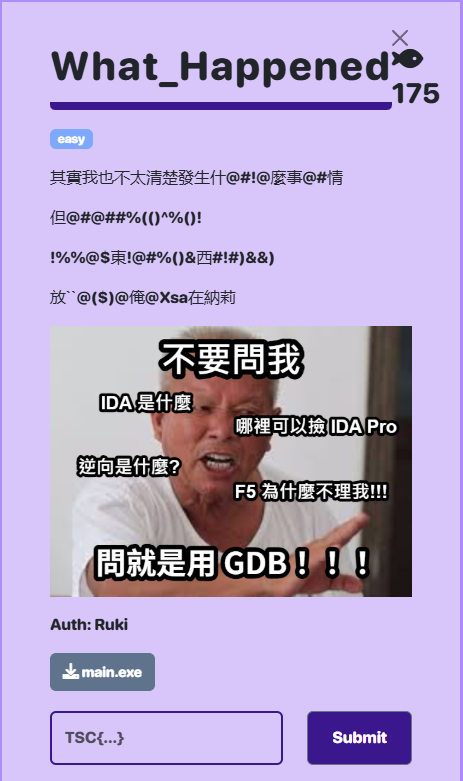 What_Happened
175
easy
其實我也不太清楚發生什@#!@麼事@#情
但@#@##%(()^%()!
!%%@$東!@#%()&西#!#)&&)
放``@($)@俺@Xsa在納莉
不要問我
IDA 是什麼
哪裡可以撿 IDA Pro
逆向是什麼?
F5 為什麼不理我!!!
問就是用 GDB！！！
Auth: Ruki
main.exe
TSC{...}
Submit